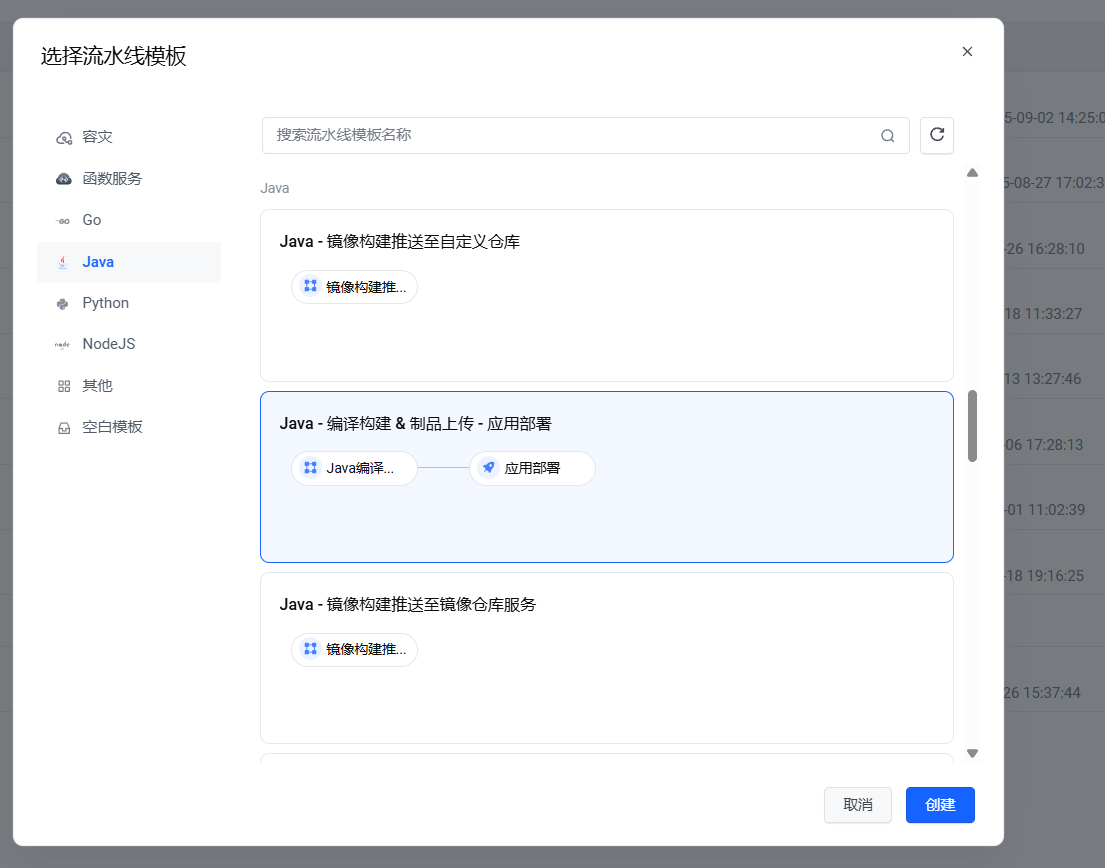 选择流水线模板
容灾
函数服务
Go
Java
Python
NodeJS
其他
空白模板
搜索流水线模板名称
Java
Java - 镜像构建推送至自定义仓库
镜像构建推...
Java - 编译构建 & 制品上传 - 应用部署
Java编译...
应用部署
Java - 镜像构建推送至镜像仓库服务
镜像构建推...
取消
创建
5-09-02 14:25:0
5-08-27 17:02:3
-26 16:28:10
18 11:33:27
13 13:27:46
06 17:28:13
-01 11:02:39
-18 19:16:25
26 15:37:44